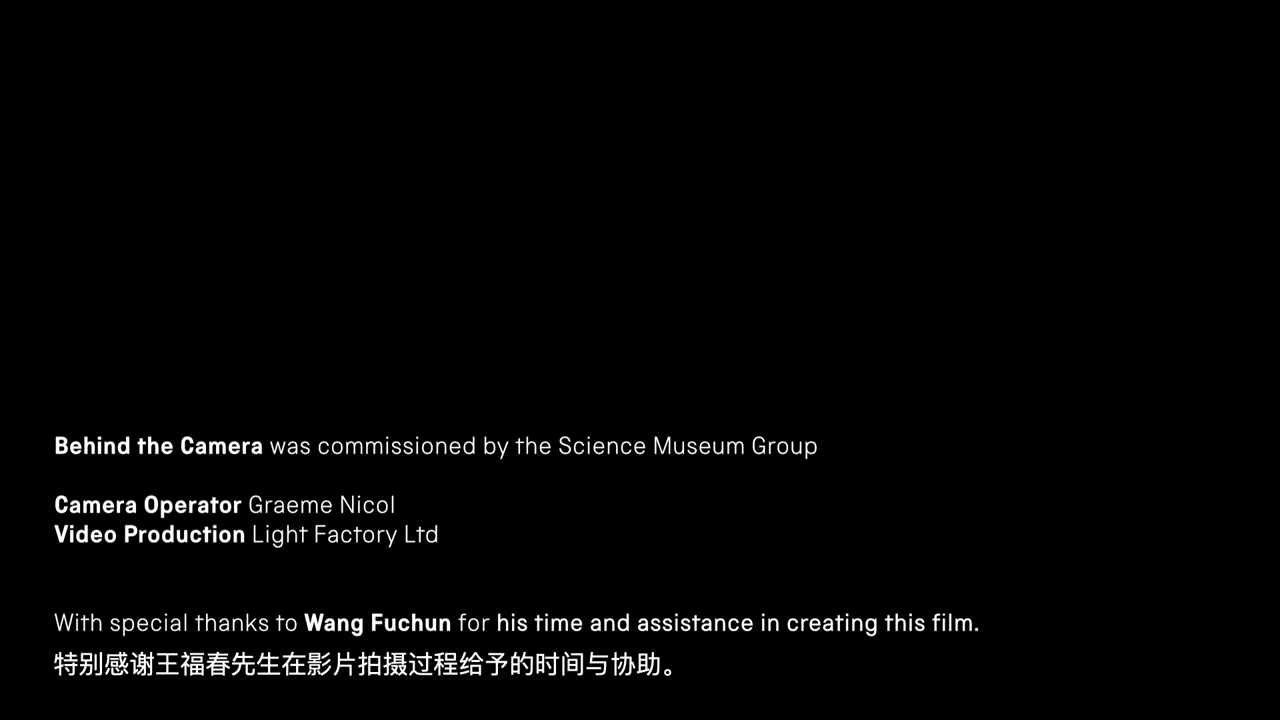 Behind the Camera was commissioned by the Science Museum Group
Camera Operator Graeme Nicol
Video Production Light Factory Ltd
With special thanks to Wang Fuchun for his time and assistance in creating this film.
特别感谢王福春先生在影片拍摄过程给予的时间与协助。